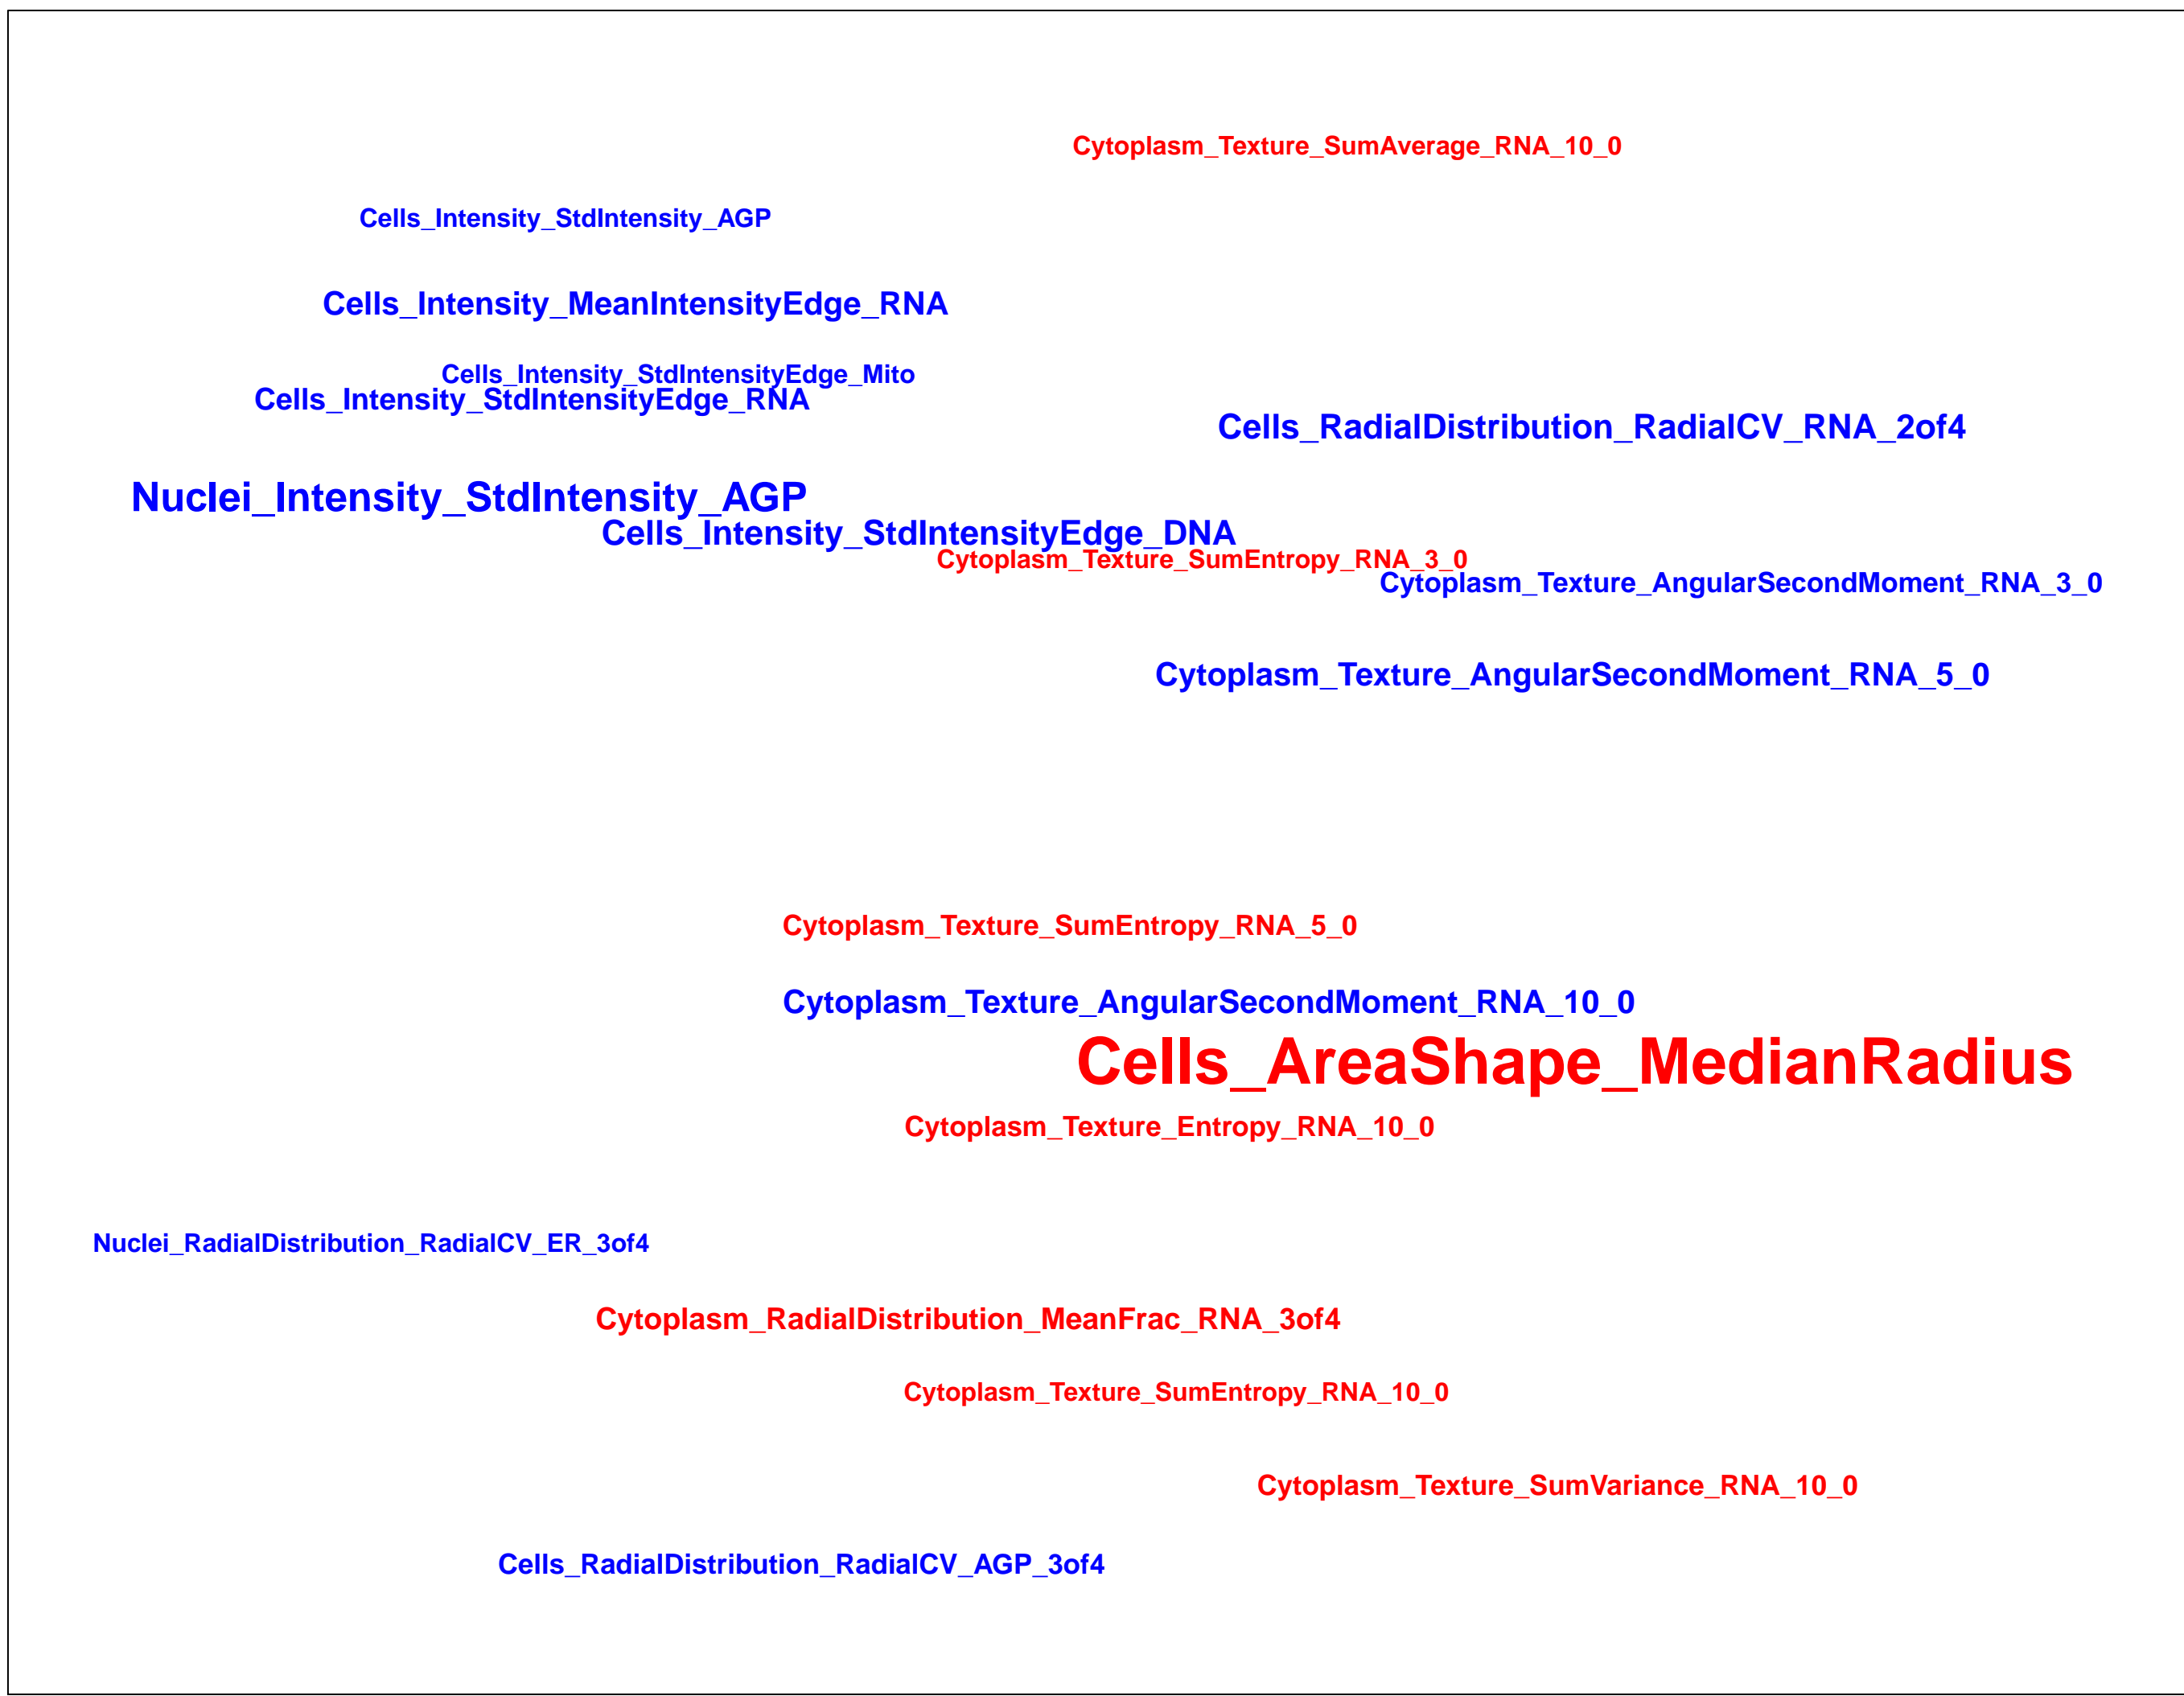 Cytoplasm_Texture_SumAverage_RNA_10_0
Cells_Intensity_StdIntensity_AGP
Cells_Intensity_MeanIntensityEdge_RNA
Cells_Intensity_StdIntensityEdge_Mito
Cells_Intensity_StdIntensityEdge_RNA
Cells_RadialDistribution_RadialCV_RNA_2of4
Nuclei_Intensity_StdIntensity_AGP
Cells_Intensity_StdIntensityEdge_DNA
Cytoplasm_Texture_SumEntropy_RNA_3_0
Cytoplasm_Texture_AngularSecondMoment_RNA_3_0
Cytoplasm_Texture_AngularSecondMoment_RNA_5_0
Cytoplasm_Texture_SumEntropy_RNA_5_0
Cytoplasm_Texture_AngularSecondMoment_RNA_10_0
Cells_AreaShape_MedianRadius
Cytoplasm_Texture_Entropy_RNA_10_0
Nuclei_RadialDistribution_RadialCV_ER_3of4
Cytoplasm_RadialDistribution_MeanFrac_RNA_3of4
Cytoplasm_Texture_SumEntropy_RNA_10_0
Cytoplasm_Texture_SumVariance_RNA_10_0
Cells_RadialDistribution_RadialCV_AGP_3of4